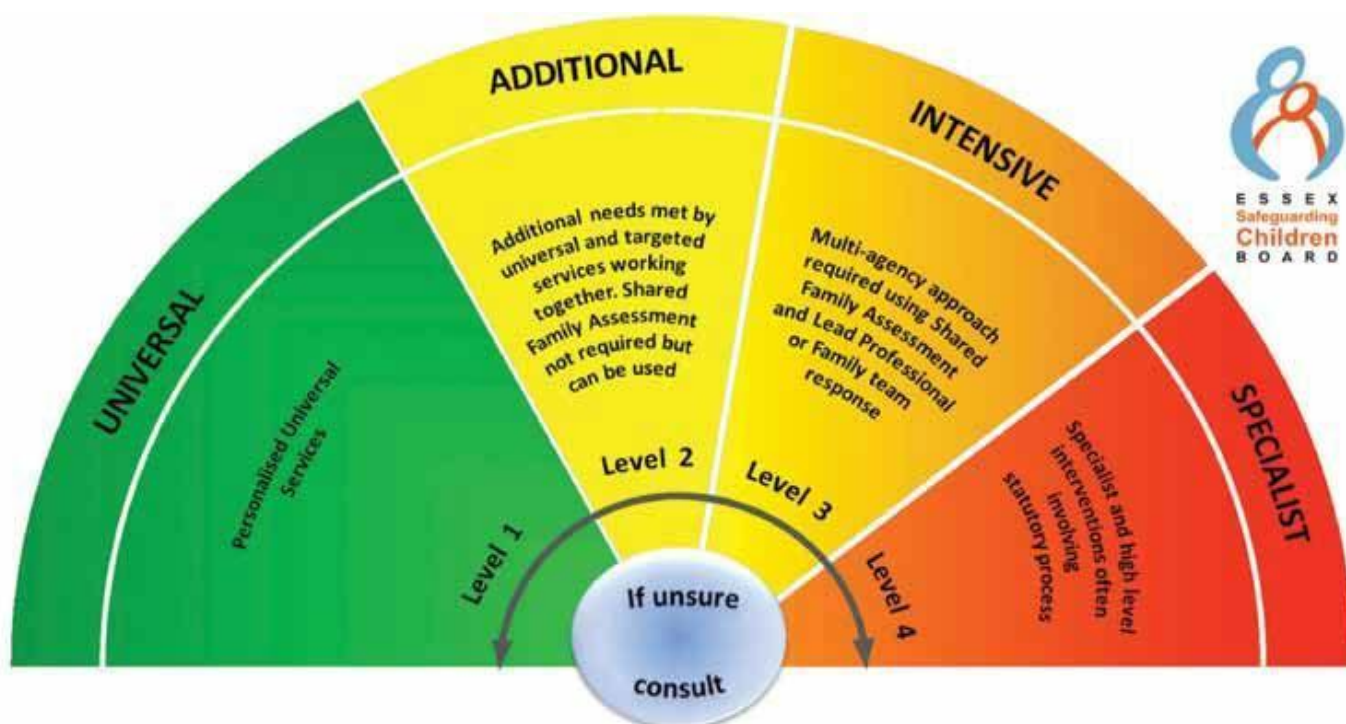 UNIVERSAL
Personalised Universal
Services
Level 1
ADDITIONAL
Additional needs met by
universal and targeted
services working
together. Shared
Family Assessment
not required but
can be used
Level 2
INTENSIVE
Multi-agency approach
required using Shared
Family Assessment
and Lead Professional
or Family team
response
Level 3
SPECIALIST
Specialist and high level
interventions often
involving
statutory process
Level 4
If unsure
consult
ESSEX
Safeguarding
Children
BOARD